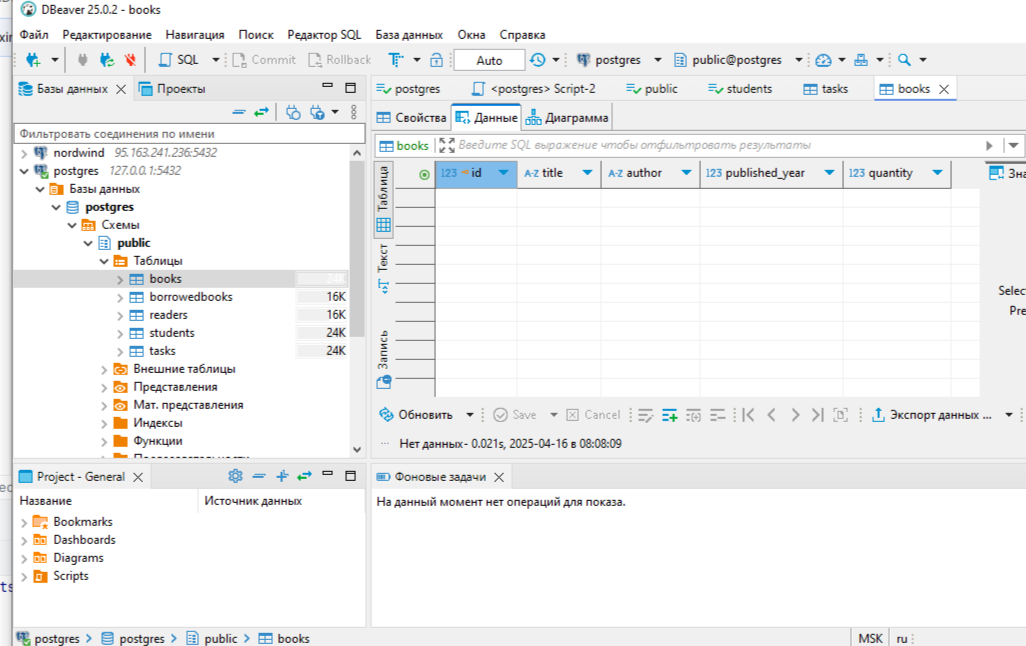 DBeaver 25.0.2 - books
Файл Редактирование Навигация Поиск Редактор SQL База данных Окна Справка
SQL Commit Rollback Auto postgres public@postgres
Базы данных Проекты
Фильтровать соединения по имени
nordwind 95.163.241.236:5432
postgres 127.0.0.1:5432
Базы данных
postgres
Схемы
public
Таблицы
books 24K
borrowedbooks 16K
readers 16K
students 24K
tasks 24K
Внешние таблицы
Представления
Мат. представления
Индексы
Функции
postgres <postgres> Script-2 public students tasks books
Свойства Данные Диаграмма
books Введите SQL выражение чтобы отфильтровать результаты
Таблица
Текст
Запись
123 id A-Z title A-Z author 123 published_year 123 quantity
Зна
Selec
Pre
Обновить Save Cancel Экспорт данных ...
Нет данных - 0.021s, 2025-04-16 в 08:08:09
Project - General
Название Источник данных
Bookmarks
Dashboards
Diagrams
Scripts
Фоновые задачи
На данный момент нет операций для показа.
postgres > postgres > public > books
MSK ru